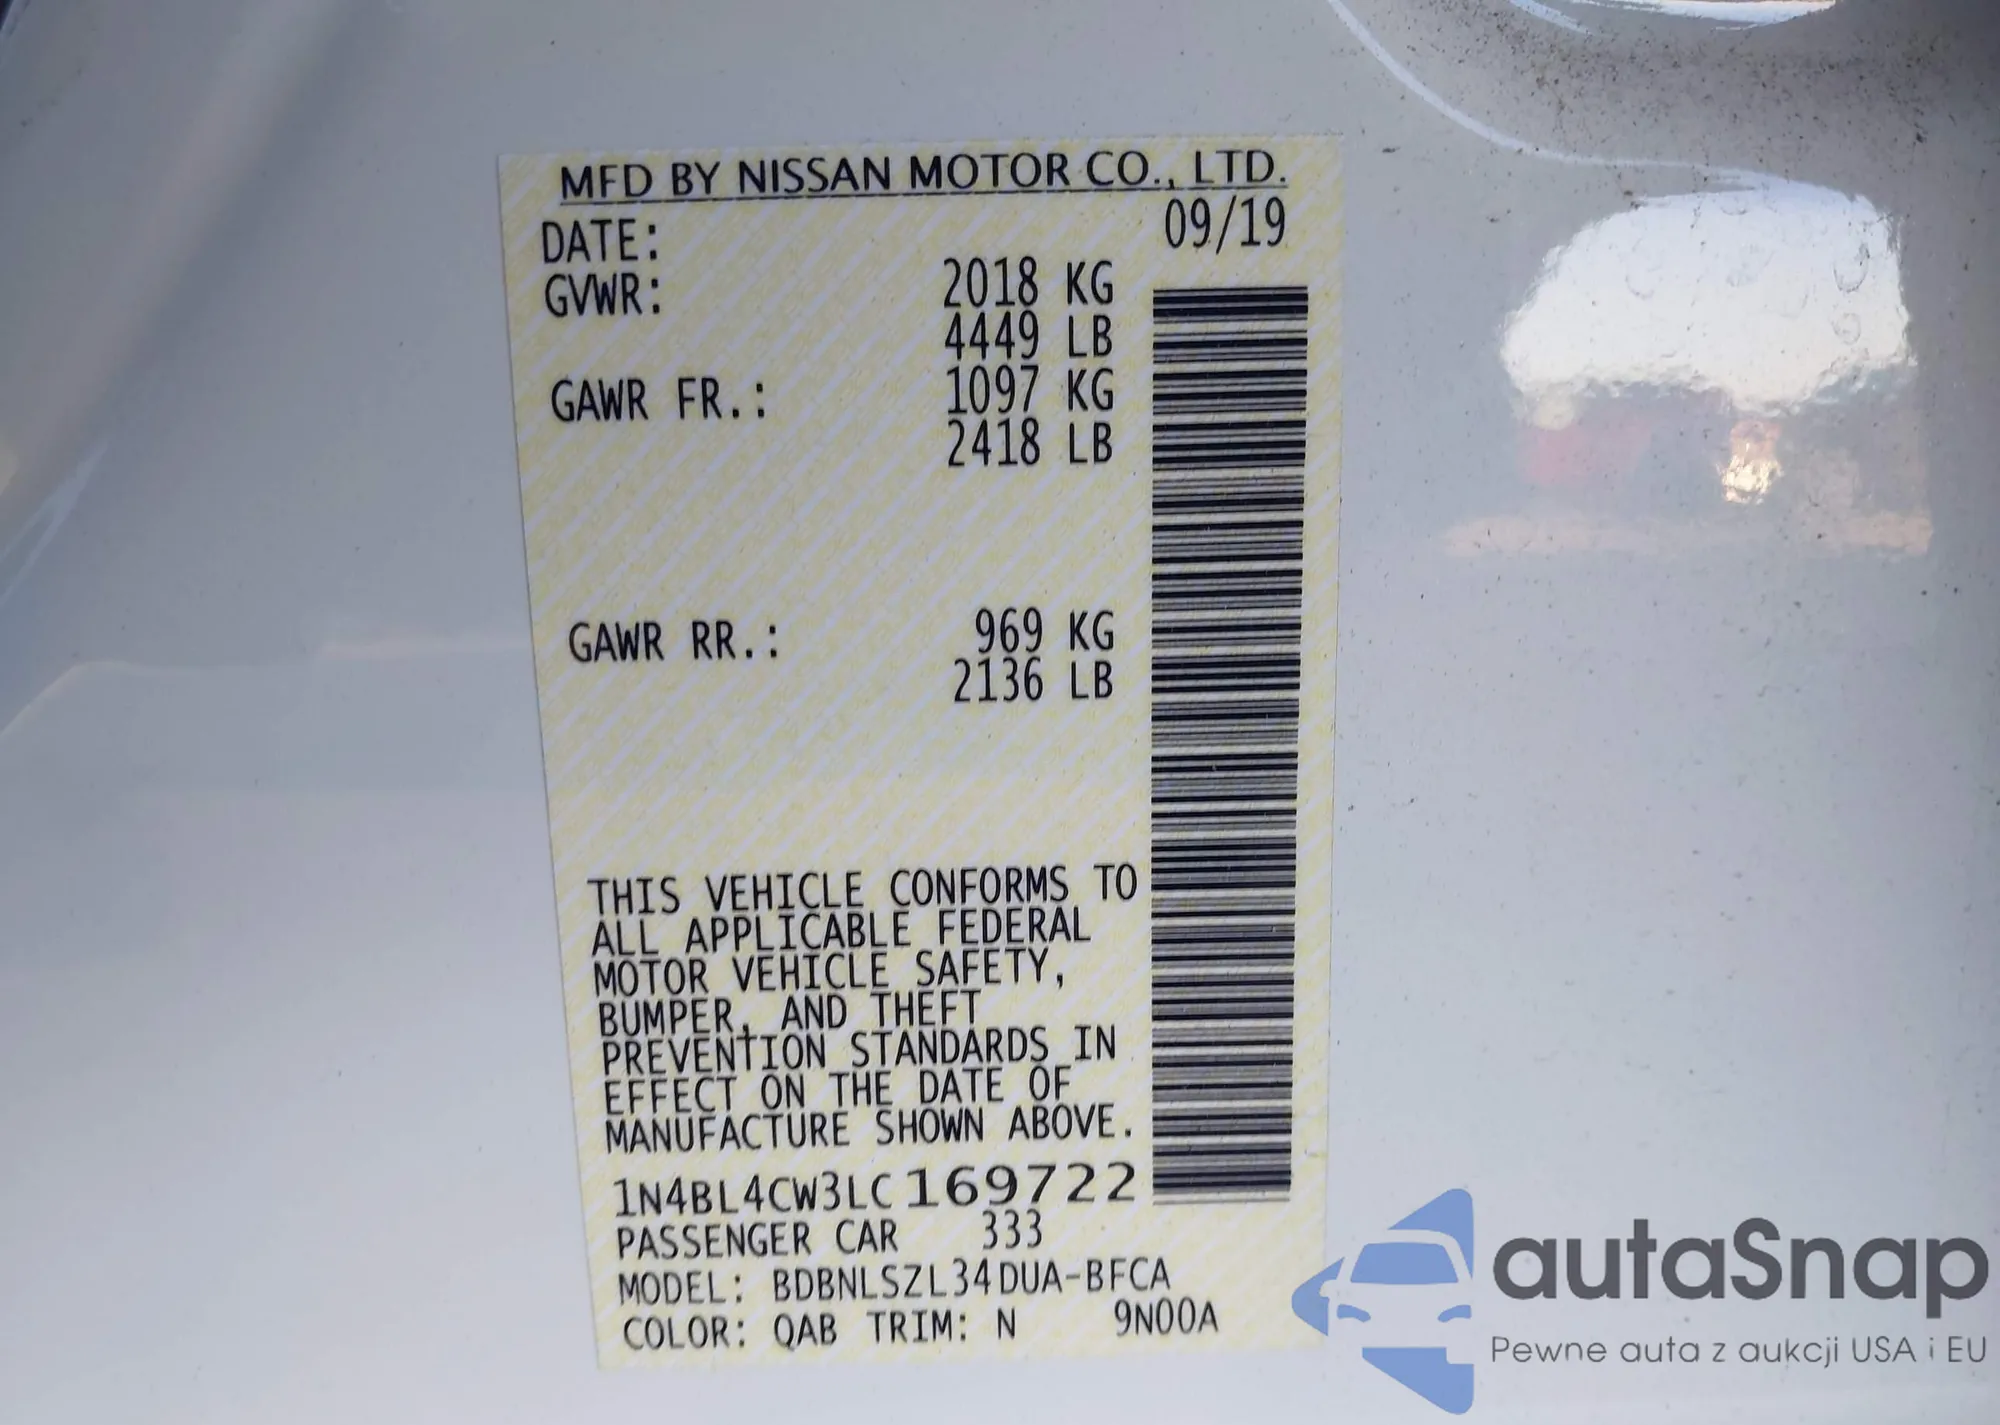 MFD BY NISSAN MOTOR CO., LTD.
DATE: 09/19
GVWR: 2018 KG
4449 LB
GAWR FR.: 1097 KG
2418 LB
GAWR RR.: 969 KG
2136 LB
THIS VEHICLE CONFORMS TO
ALL APPLICABLE FEDERAL
MOTOR VEHICLE SAFETY,
BUMPER, AND THEFT
PREVENTION STANDARDS IN
EFFECT ON THE DATE OF
MANUFACTURE SHOWN ABOVE.
1N4BL4CW3LC169722
PASSENGER CAR 333
MODEL: BDBNLSZL34DUA-BFCA
COLOR: QAB TRIM: N 9N00A
autaSnap
Pewne auta z aukcji USA i EU